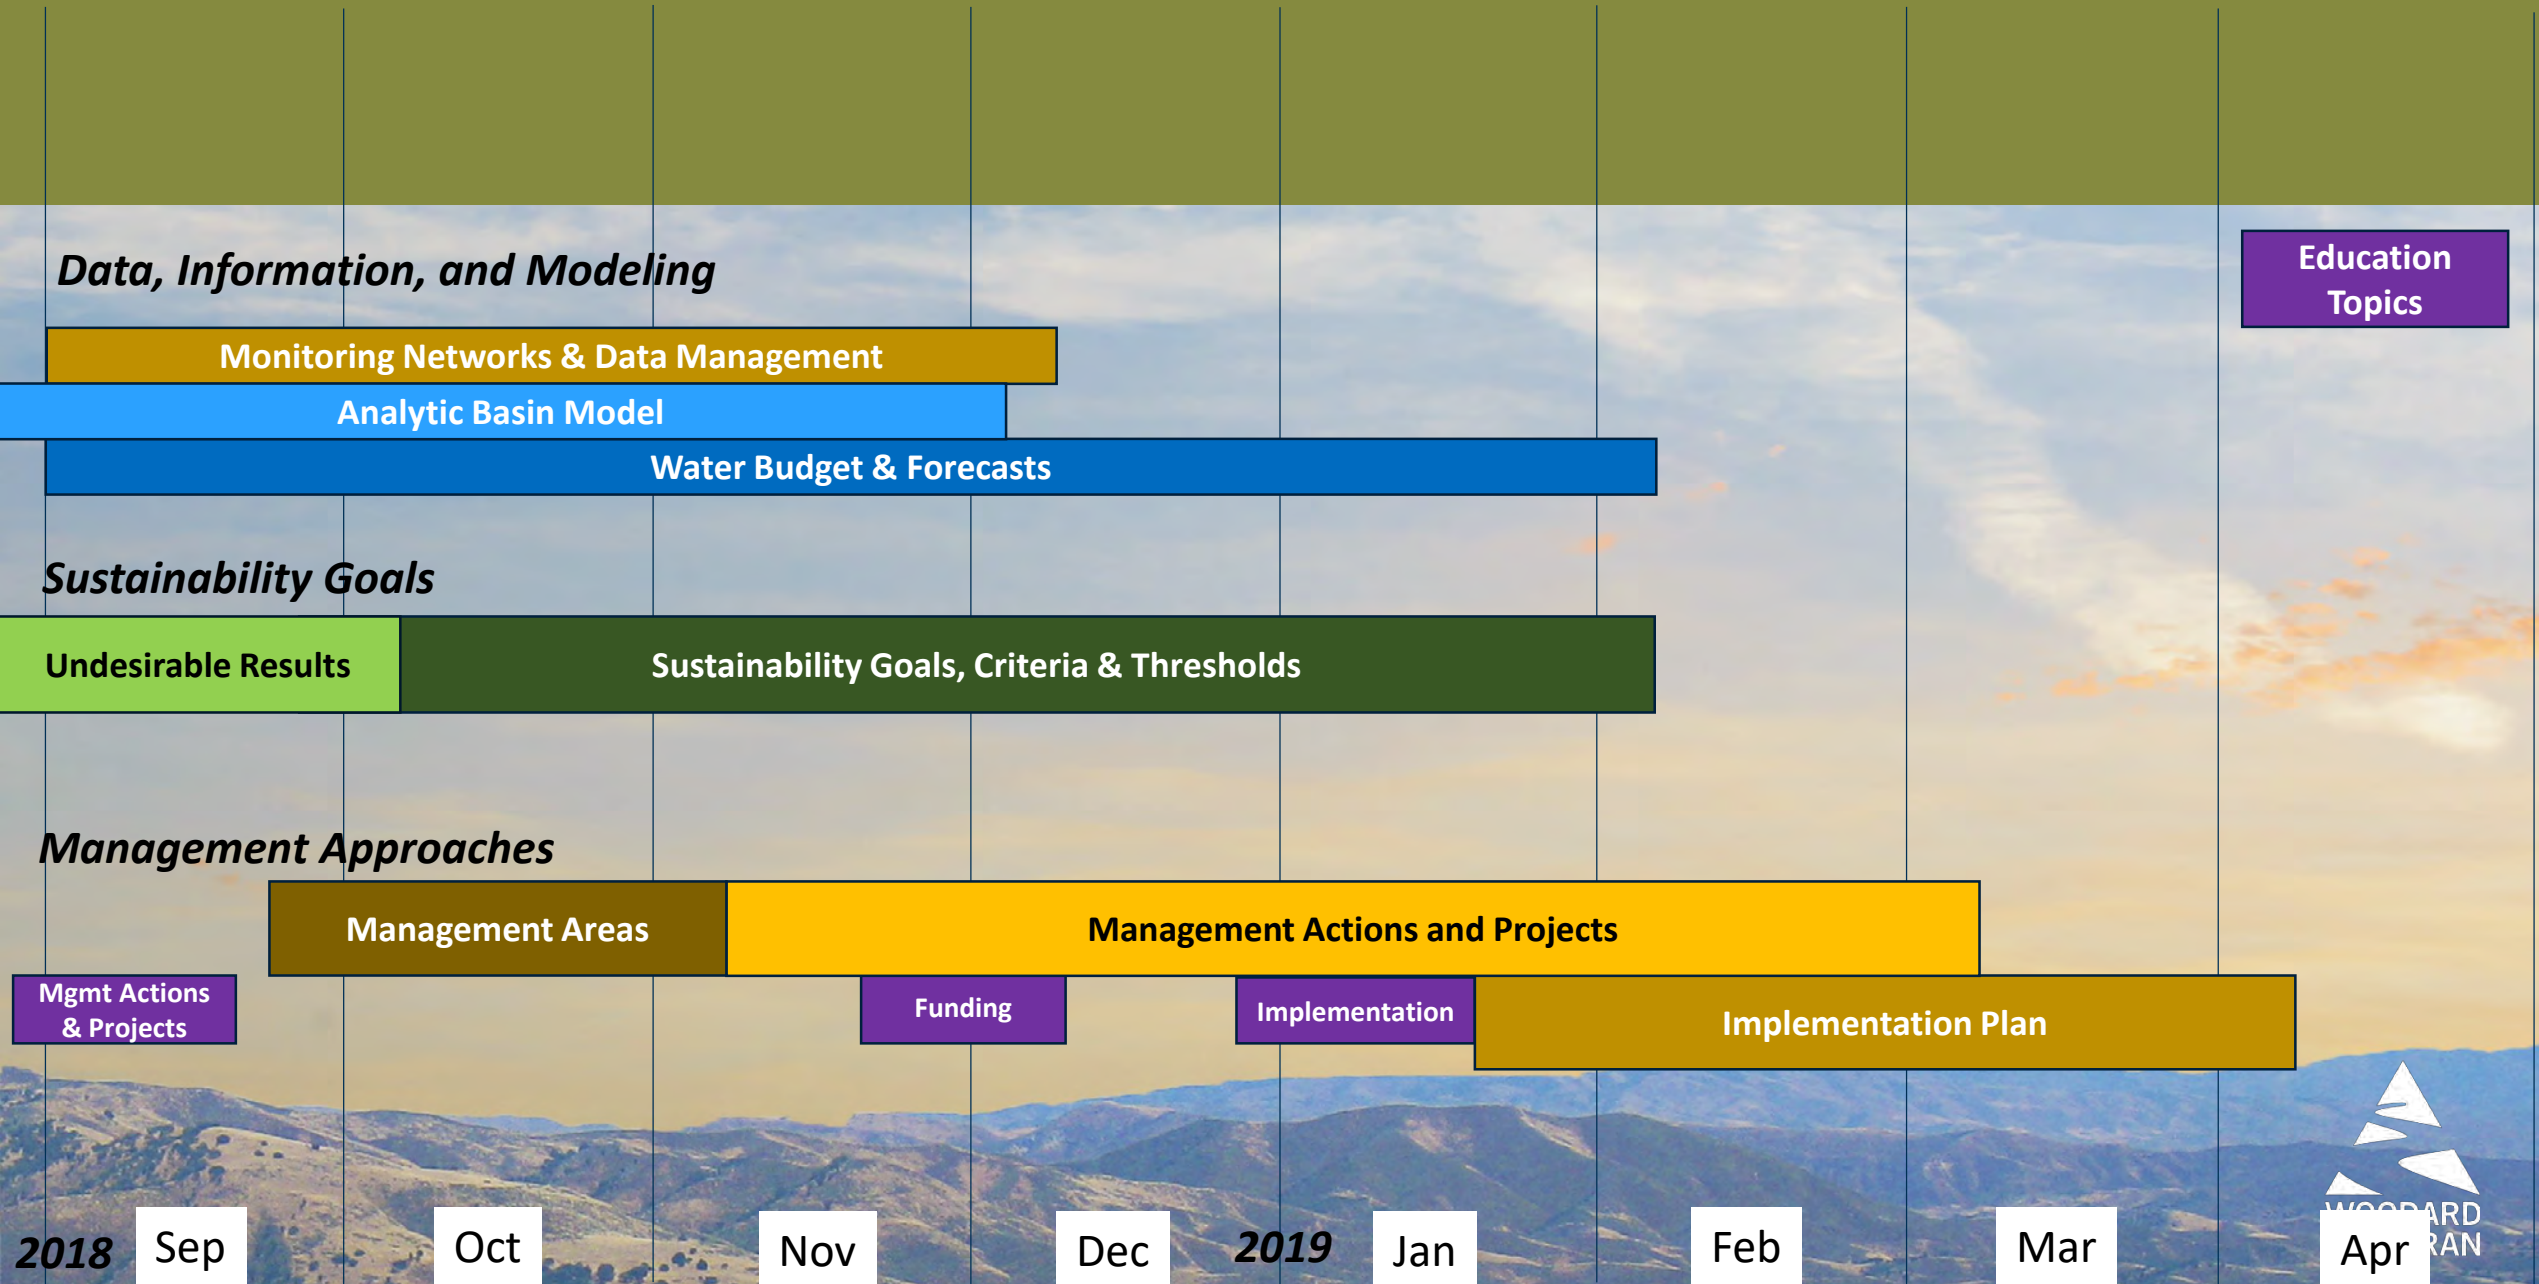 Data, Information, and Modeling
Education
Topics
Monitoring Networks & Data Management
Analytic Basin Model
Water Budget & Forecasts
Sustainability Goals
Undesirable Results
Sustainability Goals, Criteria & Thresholds
Management Approaches
Management Areas
Management Actions and Projects
Mgmt Actions
& Projects
Funding
Implementation
Implementation Plan
2018
Sep
Oct
Nov
Dec
2019
Jan
Feb
Mar
Apr